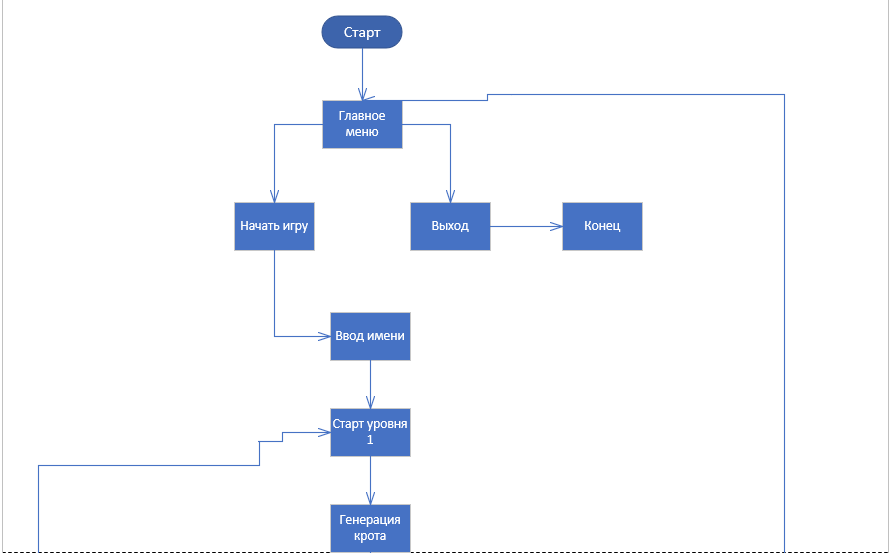 Старт
Главное
меню
Начать игру
Выход
Конец
Ввод имени
Старт уровня
1
Генерация
крота